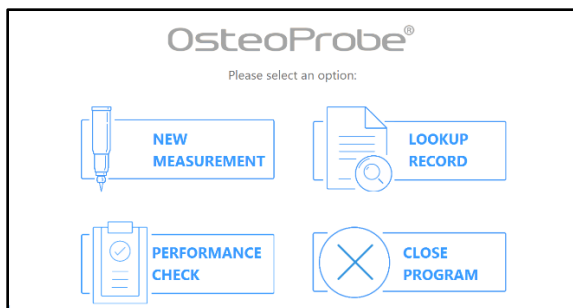 OsteoProbe®
Please select an option:
NEW
MEASUREMENT
LOOKUP
RECORD
PERFORMANCE
CHECK
CLOSE
PROGRAM